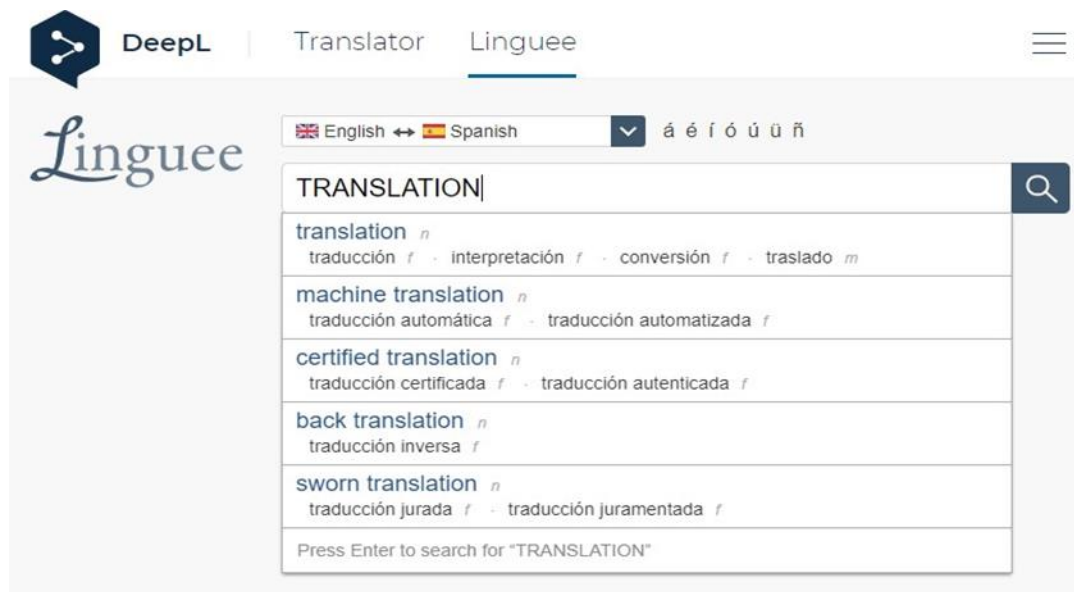 DeepL Translator Linguee
Linguee
English ↔ Spanish á é í ó ú ü ñ
TRANSLATION
translation n
traducción f · interpretación f · conversión f · traslado m
machine translation n
traducción automática f · traducción automatizada f
certified translation n
traducción certificada f · traducción autenticada f
back translation n
traducción inversa f
sworn translation n
traducción jurada f · traducción juramentada f
Press Enter to search for “TRANSLATION”